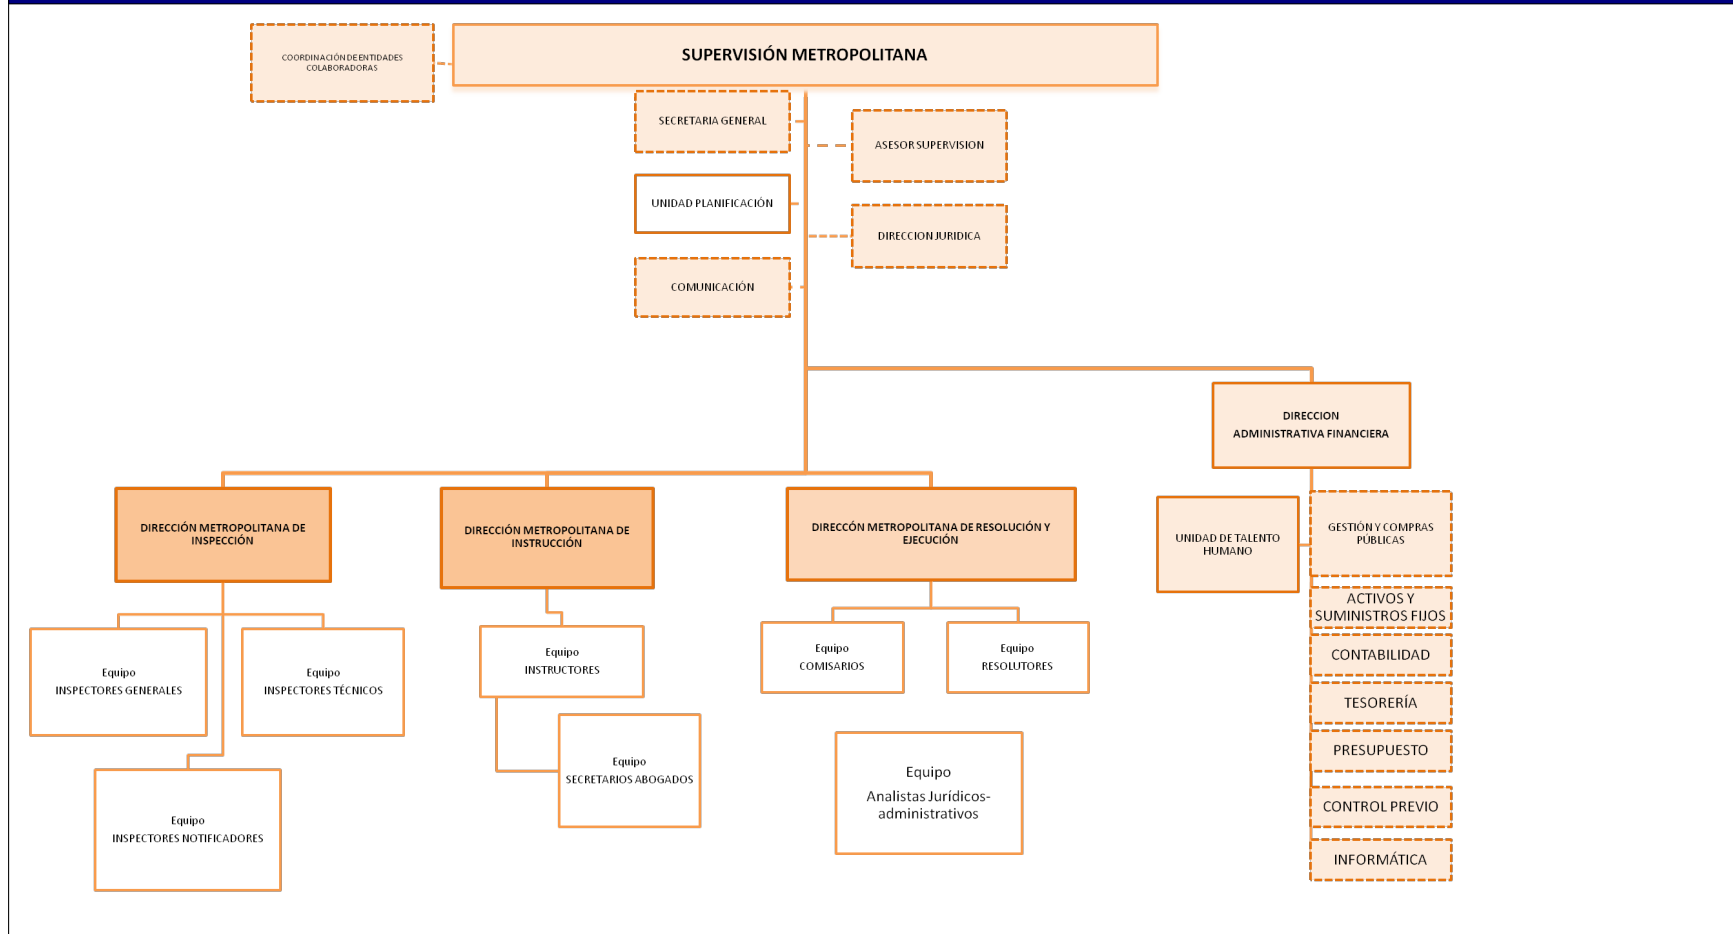 COORDINACIÓN DE ENTIDADES
COLABORADORAS
SUPERVISIÓN METROPOLITANA
SECRETARIA GENERAL
ASESOR SUPERVISION
UNIDAD PLANIFICACIÓN
DIRECCION JURIDICA
COMUNICACIÓN
DIRECCION
ADMINISTRATIVA FINANCIERA
DIRECCIÓN METROPOLITANA DE
INSPECCIÓN
DIRECCIÓN METROPOLITANA DE
INSTRUCCIÓN
DIRECCÓN METROPOLITANA DE RESOLUCIÓN Y
EJECUCIÓN
UNIDAD DE TALENTO
HUMANO
GESTIÓN Y COMPRAS
PÚBLICAS
ACTIVOS Y
SUMINISTROS FIJOS
CONTABILIDAD
TESORERÍA
PRESUPUESTO
CONTROL PREVIO
INFORMÁTICA
Equipo
INSPECTORES GENERALES
Equipo
INSPECTORES TÉCNICOS
Equipo
INSPECTORES NOTIFICADORES
Equipo
INSTRUCTORES
Equipo
SECRETARIOS ABOGADOS
Equipo
COMISARIOS
Equipo
RESOLUTORES
Equipo
Analistas Jurídicos-
administrativos